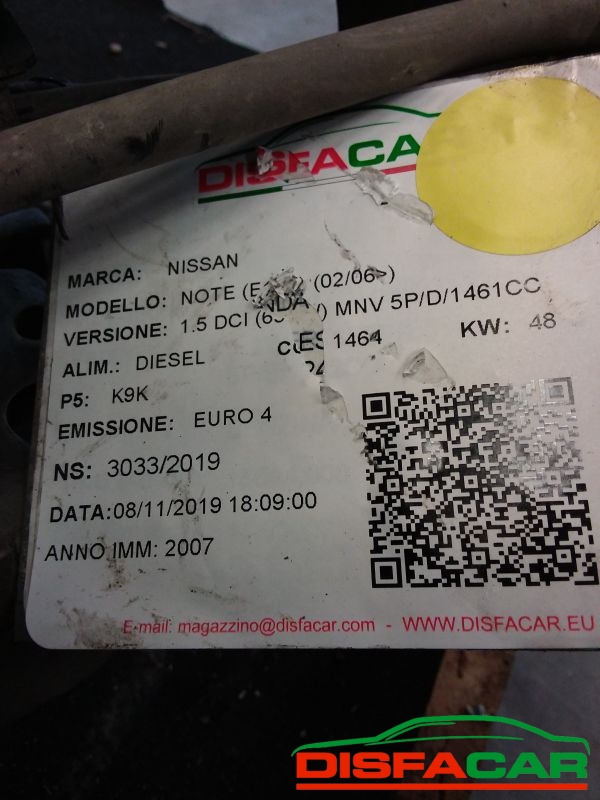 DISFACAR
MARCA: NISSAN
MODELLO: NOTE (02/06>)
VERSIONE: 1.5 DCI MNV 5P/D/1461CC
ALIM.: DIESEL 1464 KW: 48
P5: K9K
EMISSIONE: EURO 4
NS: 3033/2019
DATA:08/11/2019 18:09:00
ANNO IMM: 2007
E-mail: magazzino@disfacar.com - WWW.DISFACAR.EU
DISFACAR